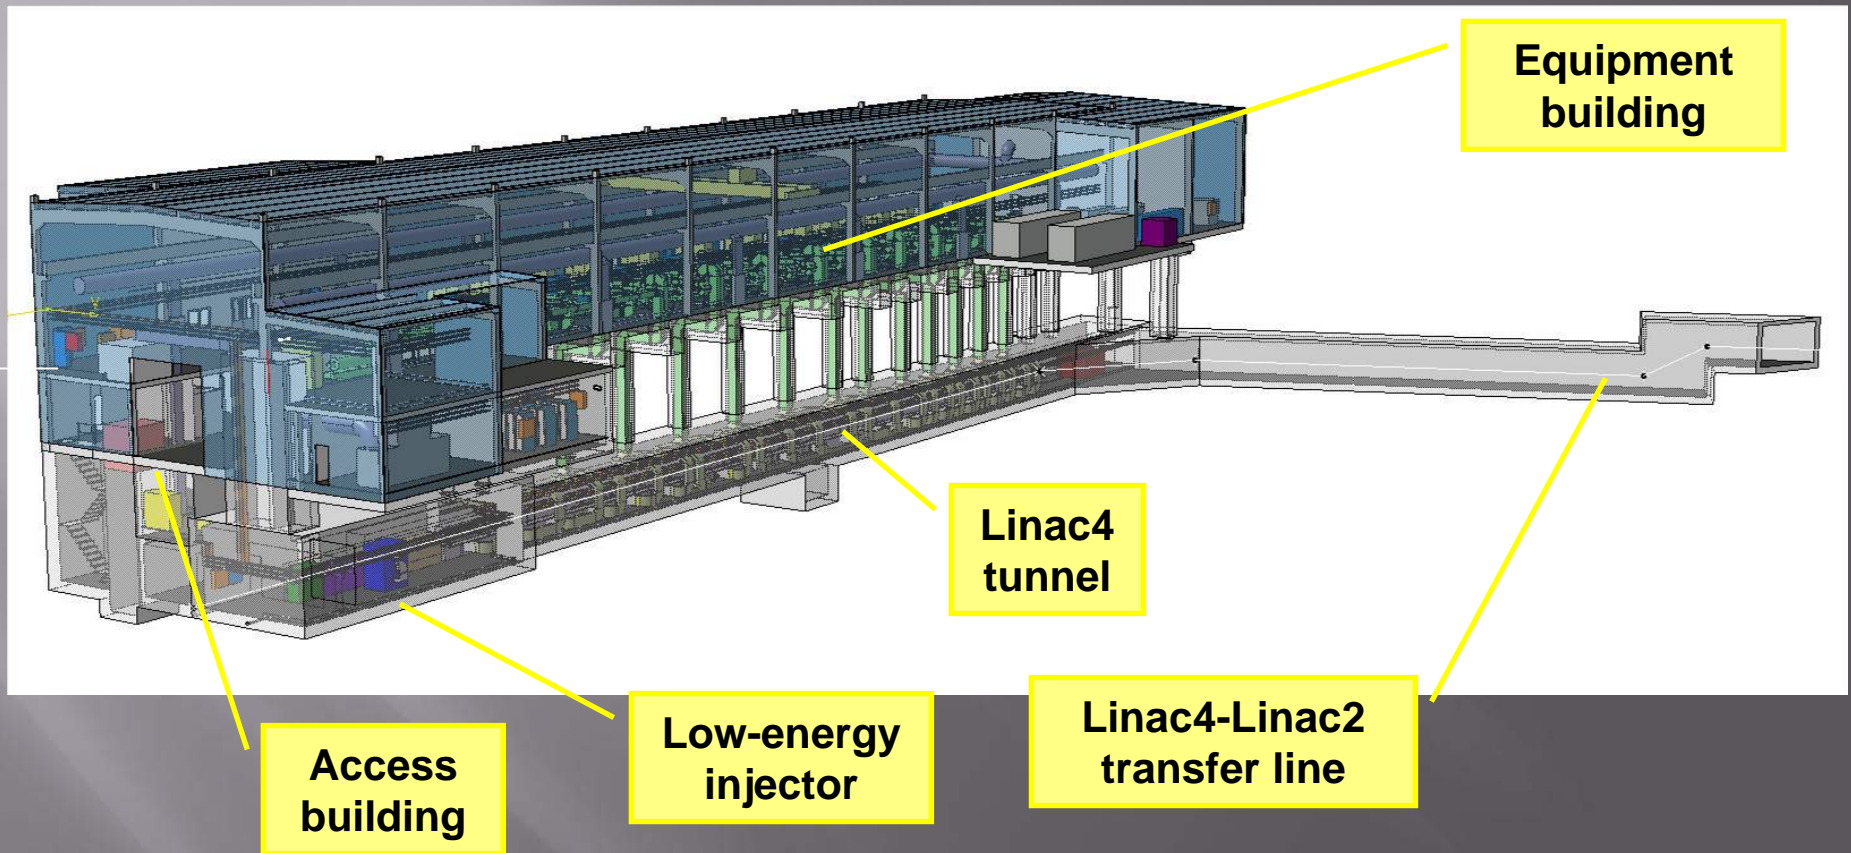 Equipment
building
Linac4
tunnel
Linac4-Linac2
transfer line
Low-energy
injector
Access
building